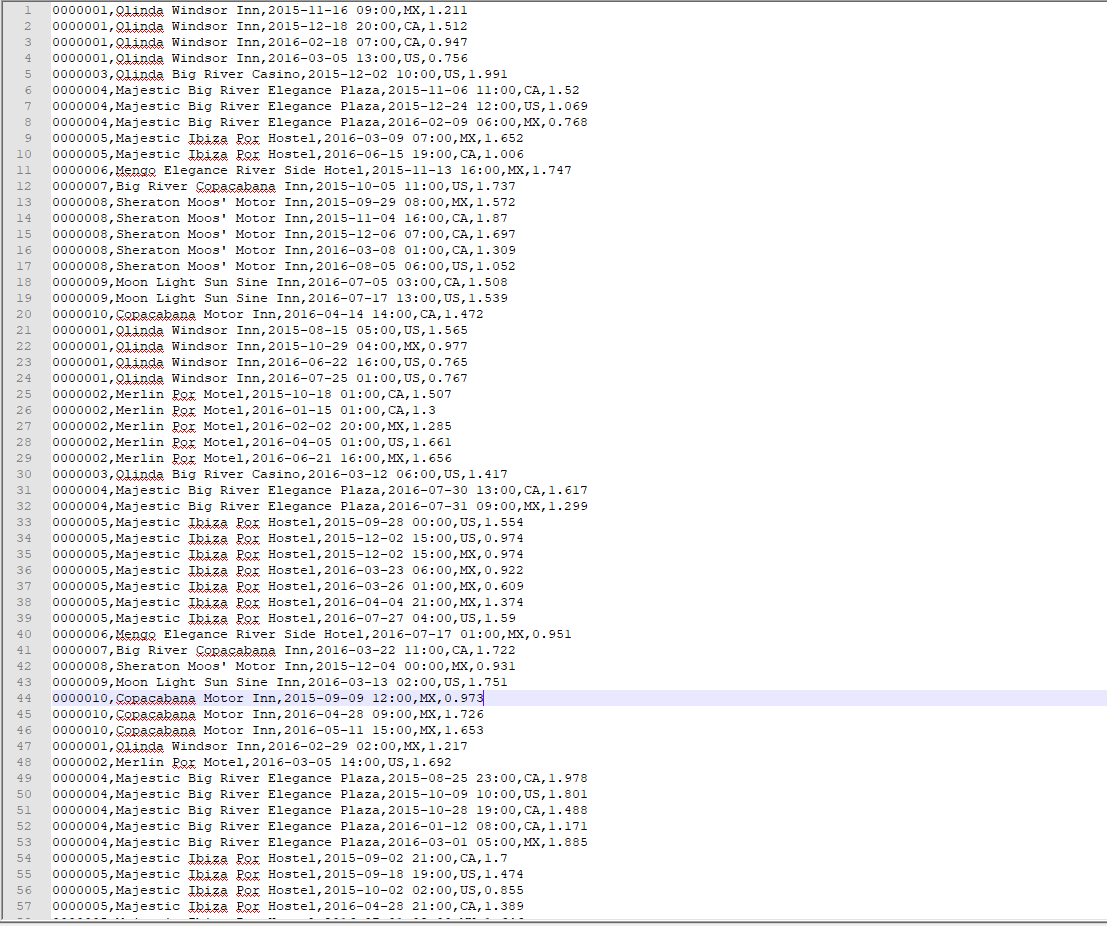 1 0000001,Olinda Windsor Inn,2015-11-16 09:00,MX,1.211
2 0000001,Olinda Windsor Inn,2015-12-18 20:00,CA,1.512
3 0000001,Olinda Windsor Inn,2016-02-18 07:00,CA,0.947
4 0000001,Olinda Windsor Inn,2016-03-05 13:00,US,0.756
5 0000003,Olinda Big River Casino,2015-12-02 10:00,US,1.991
6 0000004,Majestic Big River Elegance Plaza,2015-11-06 11:00,CA,1.52
7 0000004,Majestic Big River Elegance Plaza,2015-12-24 12:00,US,1.069
8 0000004,Majestic Big River Elegance Plaza,2016-02-09 06:00,MX,0.768
9 0000005,Majestic Ibiza Por Hostel,2016-03-09 07:00,MX,1.652
10 0000005,Majestic Ibiza Por Hostel,2016-06-15 19:00,CA,1.006
11 0000006,Mengo Elegance River Side Hotel,2015-11-13 16:00,MX,1.747
12 0000007,Big River Copacabana Inn,2015-10-05 11:00,US,1.737
13 0000008,Sheraton Moos' Motor Inn,2015-09-29 08:00,MX,1.572
14 0000008,Sheraton Moos' Motor Inn,2015-11-04 16:00,CA,1.87
15 0000008,Sheraton Moos' Motor Inn,2015-12-06 07:00,CA,1.697
16 0000008,Sheraton Moos' Motor Inn,2016-03-08 01:00,CA,1.309
17 0000008,Sheraton Moos' Motor Inn,2016-08-05 06:00,US,1.052
18 0000009,Moon Light Sun Sine Inn,2016-07-05 03:00,CA,1.508
19 0000009,Moon Light Sun Sine Inn,2016-07-17 13:00,US,1.539
20 0000010,Copacabana Motor Inn,2016-04-14 14:00,CA,1.472
21 0000001,Olinda Windsor Inn,2015-08-15 05:00,US,1.565
22 0000001,Olinda Windsor Inn,2015-10-29 04:00,MX,0.977
23 0000001,Olinda Windsor Inn,2016-06-22 16:00,US,0.765
24 0000001,Olinda Windsor Inn,2016-07-25 01:00,US,0.767
25 0000002,Merlin Por Motel,2015-10-18 01:00,CA,1.507
26 0000002,Merlin Por Motel,2016-01-15 01:00,CA,1.3
27 0000002,Merlin Por Motel,2016-02-02 20:00,MX,1.285
28 0000002,Merlin Por Motel,2016-04-05 01:00,US,1.661
29 0000002,Merlin Por Motel,2016-06-21 16:00,MX,1.656
30 0000003,Olinda Big River Casino,2016-03-12 06:00,US,1.417
31 0000004,Majestic Big River Elegance Plaza,2016-07-30 13:00,CA,1.617
32 0000004,Majestic Big River Elegance Plaza,2016-07-31 09:00,MX,1.299
33 0000005,Majestic Ibiza Por Hostel,2015-09-28 00:00,US,1.554
34 0000005,Majestic Ibiza Por Hostel,2015-12-02 15:00,US,0.974
35 0000005,Majestic Ibiza Por Hostel,2015-12-02 15:00,MX,0.974
36 0000005,Majestic Ibiza Por Hostel,2016-03-23 06:00,MX,0.922
37 0000005,Majestic Ibiza Por Hostel,2016-03-26 01:00,MX,0.609
38 0000005,Majestic Ibiza Por Hostel,2016-04-04 21:00,MX,1.374
39 0000005,Majestic Ibiza Por Hostel,2016-07-27 04:00,US,1.59
40 0000006,Mengo Elegance River Side Hotel,2016-07-17 01:00,MX,0.951
41 0000007,Big River Copacabana Inn,2016-03-22 11:00,CA,1.722
42 0000008,Sheraton Moos' Motor Inn,2015-12-04 00:00,MX,0.931
43 0000009,Moon Light Sun Sine Inn,2016-03-13 02:00,US,1.751
44 0000010,Copacabana Motor Inn,2015-09-09 12:00,MX,0.973
45 0000010,Copacabana Motor Inn,2016-04-28 09:00,MX,1.726
46 0000010,Copacabana Motor Inn,2016-05-11 15:00,MX,1.653
47 0000001,Olinda Windsor Inn,2016-02-29 02:00,MX,1.217
48 0000002,Merlin Por Motel,2016-03-05 14:00,US,1.692
49 0000004,Majestic Big River Elegance Plaza,2015-08-25 23:00,CA,1.978
50 0000004,Majestic Big River Elegance Plaza,2015-10-09 10:00,US,1.801
51 0000004,Majestic Big River Elegance Plaza,2015-10-28 19:00,CA,1.488
52 0000004,Majestic Big River Elegance Plaza,2016-01-12 08:00,CA,1.171
53 0000004,Majestic Big River Elegance Plaza,2016-03-01 05:00,MX,1.885
54 0000005,Majestic Ibiza Por Hostel,2015-09-02 21:00,CA,1.7
55 0000005,Majestic Ibiza Por Hostel,2015-09-18 19:00,US,1.474
56 0000005,Majestic Ibiza Por Hostel,2015-10-02 02:00,US,0.855
57 0000005,Majestic Ibiza Por Hostel,2016-04-28 21:00,CA,1.389